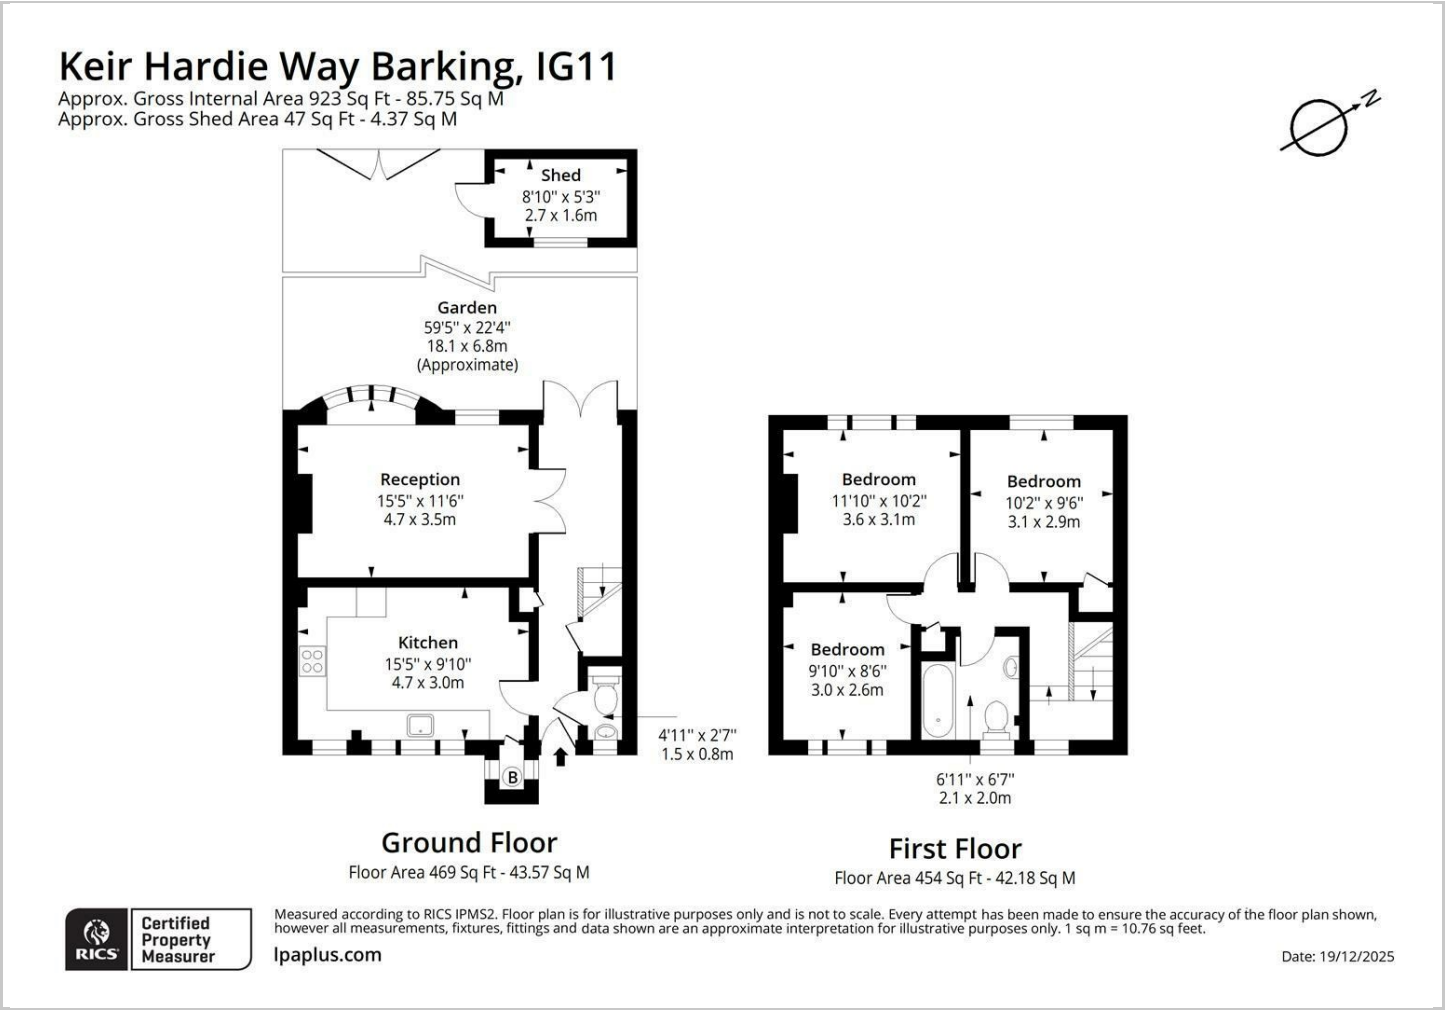 Keir Hardie Way Barking, IG11
Approx. Gross Internal Area 923 Sq Ft - 85.75 Sq M
Approx. Gross Shed Area 47 Sq Ft - 4.37 Sq M
N
Shed
8'10" x 5'3"
2.7 x 1.6m
Garden
59'5" x 22'4"
18.1 x 6.8m
(Approximate)
Reception
15'5" x 11'6"
4.7 x 3.5m
Kitchen
15'5" x 9'10"
4.7 x 3.0m
4'11" x 2'7"
1.5 x 0.8m
B
Ground Floor
Floor Area 469 Sq Ft - 43.57 Sq M
Bedroom
11'10" x 10'2"
3.6 x 3.1m
Bedroom
10'2" x 9'6"
3.1 x 2.9m
Bedroom
9'10" x 8'6"
3.0 x 2.6m
6'11" x 6'7"
2.1 x 2.0m
First Floor
Floor Area 454 Sq Ft - 42.18 Sq M
RICS
Certified
Property
Measurer
Measured according to RICS IPMS2. Floor plan is for illustrative purposes only and is not to scale. Every attempt has been made to ensure the accuracy of the floor plan shown,
however all measurements, fixtures, fittings and data shown are an approximate interpretation for illustrative purposes only. 1 sq m = 10.76 sq feet.
lpaplus.com
Date: 19/12/2025